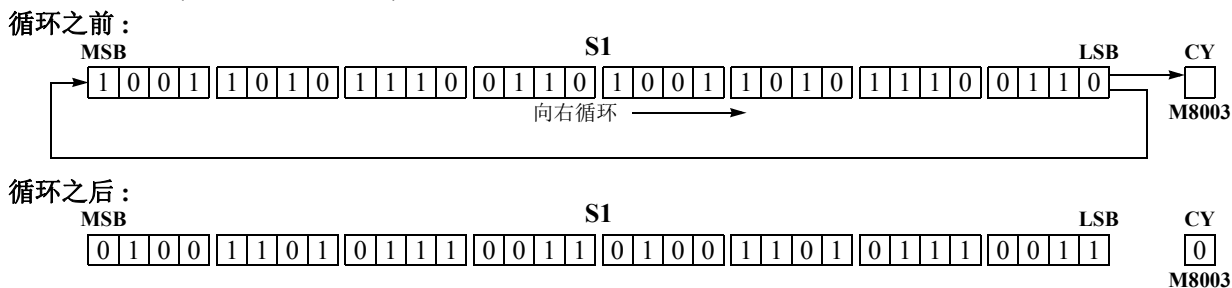 循环之前：
MSB S1 LSB CY
1 0 0 1 1 0 1 0 1 1 1 0 0 1 1 0 1 0 0 1 1 0 1 0 1 1 1 0 0 1 1 0
向右循环
M8003
循环之后：
MSB S1 LSB CY
0 1 0 0 1 1 0 1 0 1 1 1 0 0 1 1 0 1 0 0 1 1 0 1 0 1 1 1 0 0 1 1 0
M8003